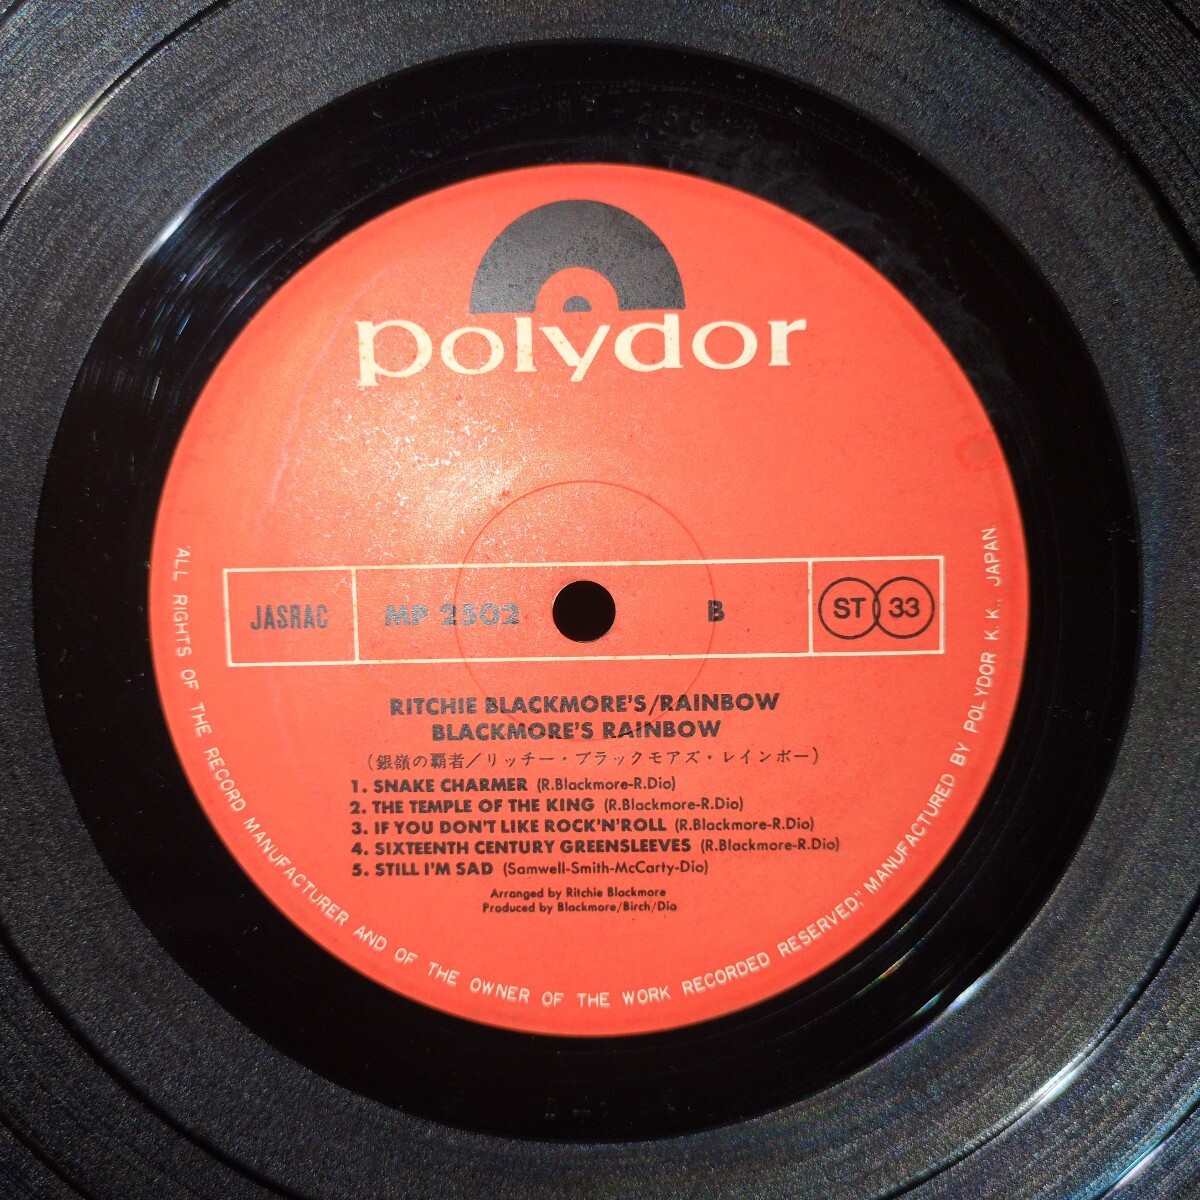 polydor
JASRAC MP 2502 B ST 33
RITCHIE BLACKMORE'S/RAINBOW
BLACKMORE'S RAINBOW
(銀嶺の覇者/リッチー・ブラックモアズ・レインボー)
1. SNAKE CHARMER (R.Blackmore-R.Dio)
2. THE TEMPLE OF THE KING (R.Blackmore-R.Dio)
3. IF YOU DON'T LIKE ROCK'N'ROLL (R.Blackmore-R.Dio)
4. SIXTEENTH CENTURY GREENSLEEVES (R.Blackmore-R.Dio)
5. STILL I'M SAD (Samwell-Smith-McCarty-Dio)
Arranged by Ritchie Blackmore
Produced by Blackmore/Birch/Dio
"ALL RIGHTS OF THE RECORD MANUFACTURER AND OF THE OWNER OF THE WORK RECORDED RESERVED," MANUFACTURED BY POLYDOR K.K., JAPAN.